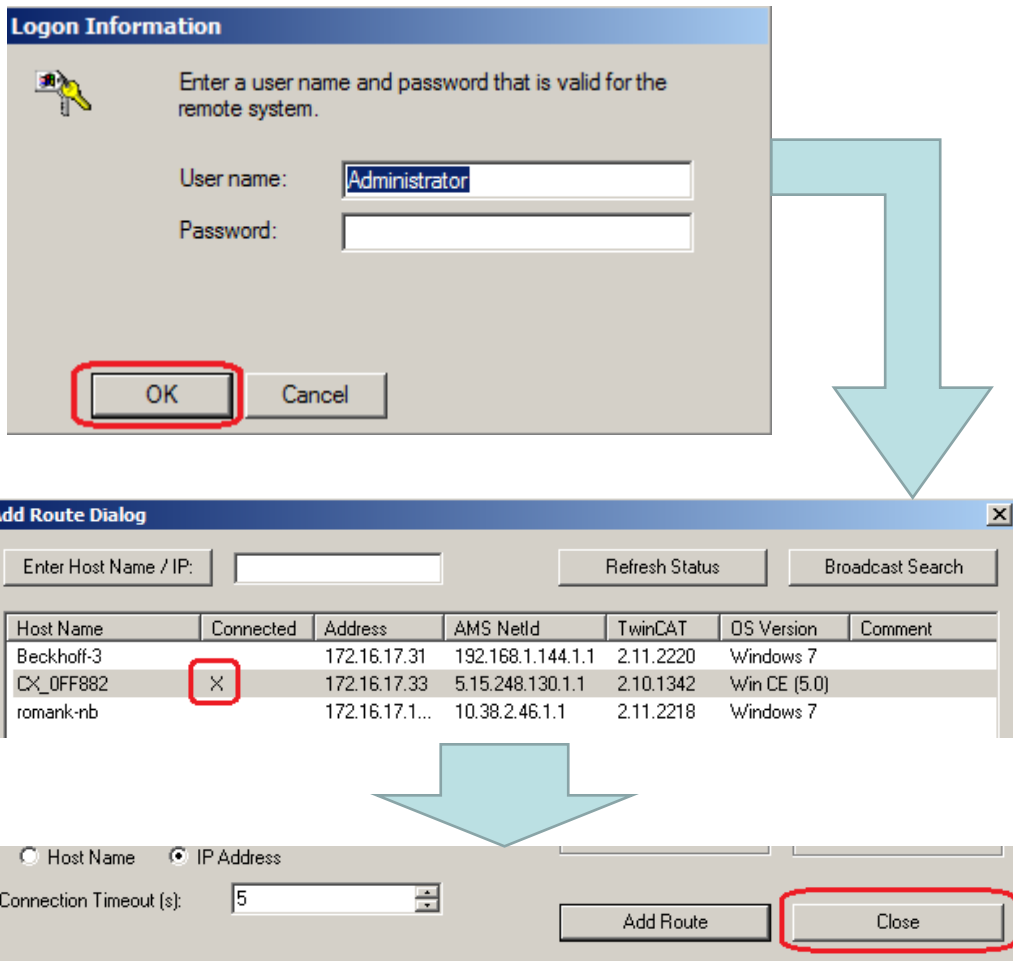 Logon Information
Enter a user name and password that is valid for the
remote system.
User name: Administrator
Password:
OK Cancel
Add Route Dialog
Enter Host Name / IP: Refresh Status Broadcast Search
Host Name Connected Address AMS NetId TwinCAT OS Version Comment
Beckhoff-3 172.16.17.31 192.168.1.144.1.1 2.11.2220 Windows 7
CX_0FF882 X 172.16.17.33 5.15.248.130.1.1 2.10.1342 Win CE (5.0)
romank-nb 172.16.17.1... 10.38.2.46.1.1 2.11.2218 Windows 7
Host Name IP Address
Connection Timeout (s): 5
Add Route Close